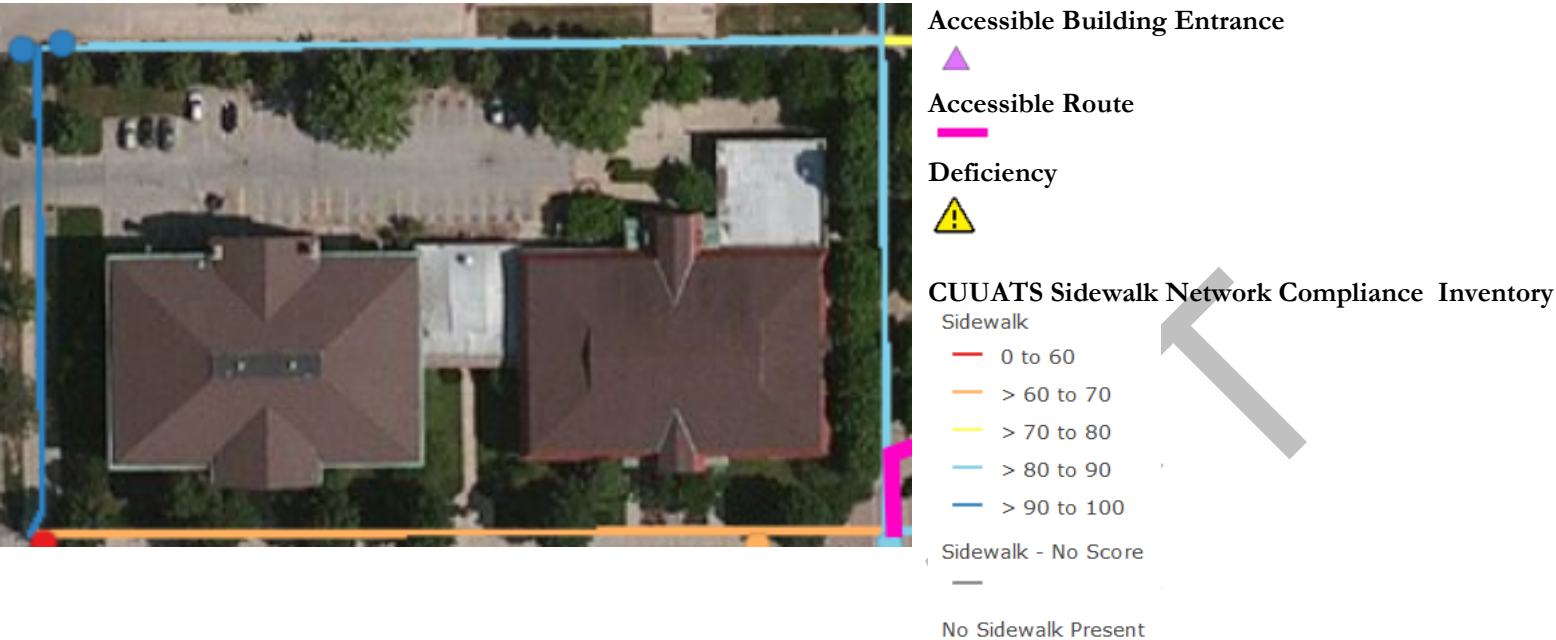 Accessible Building Entrance
Accessible Route
Deficiency
CUUATS Sidewalk Network Compliance Inventory
Sidewalk
0 to 60
> 60 to 70
> 70 to 80
> 80 to 90
> 90 to 100
Sidewalk - No Score
No Sidewalk Present